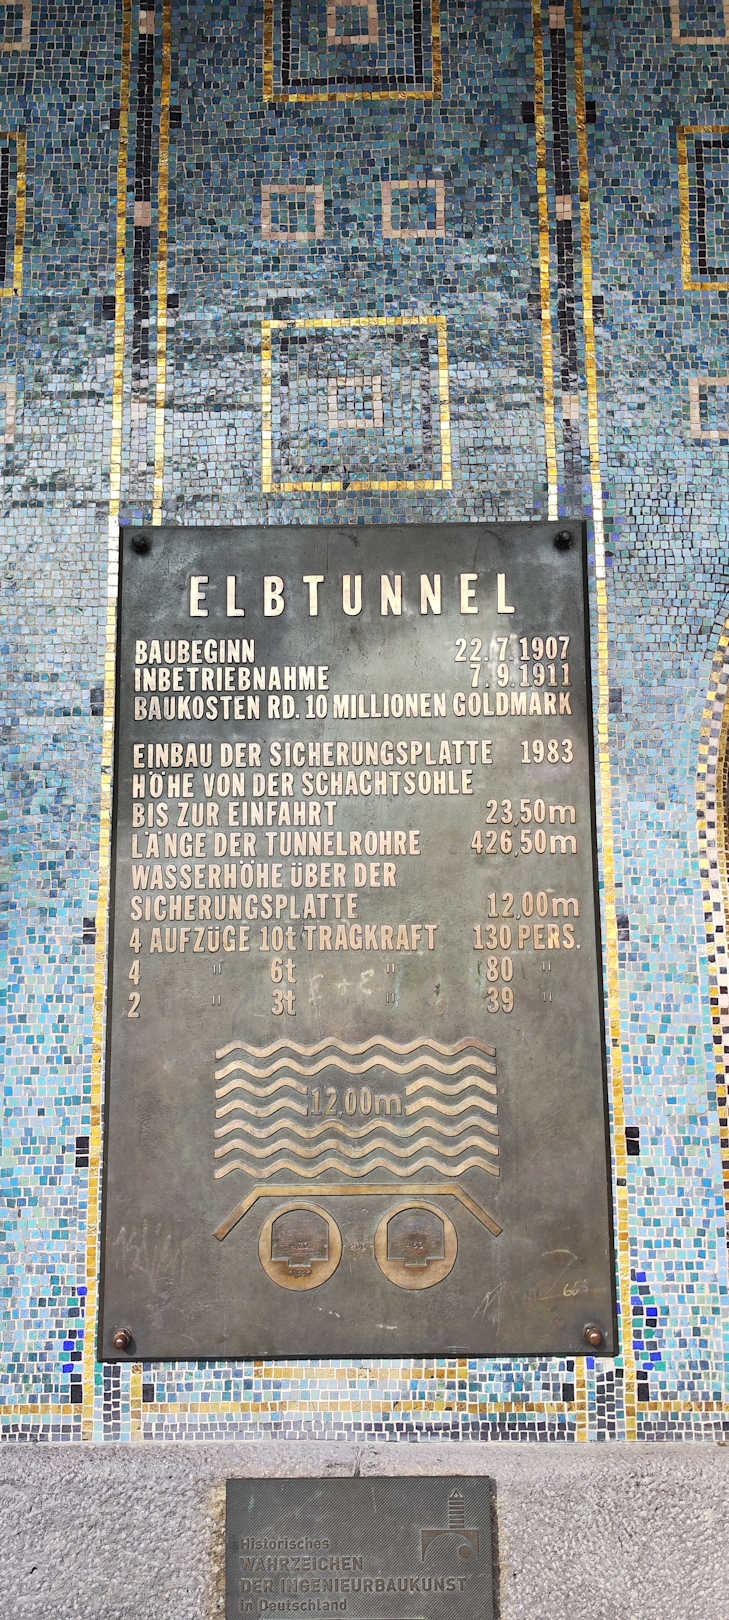 ELBTUNNEL
BAUBEGINN 22.7.1907
INBETRIEBNAHME 7.9.1911
BAUKOSTEN RD. 10 MILLIONEN GOLDMARK
EINBAU DER SICHERUNGSPLATTE 1983
HÖHE VON DER SCHACHTSOHLE
BIS ZUR EINFAHRT 23,50m
LÄNGE DER TUNNELROHRE 426,50m
WASSERHÖHE ÜBER DER
SICHERUNGSPLATTE 12,00m
4 AUFZÜGE 10t TRAGKRAFT 130 PERS.
4 " 6t " 80 "
2 " 3t " 39 "
12,00m
Historisches
WAHRZEICHEN
DER INGENIEURBAUKUNST
in Deutschland